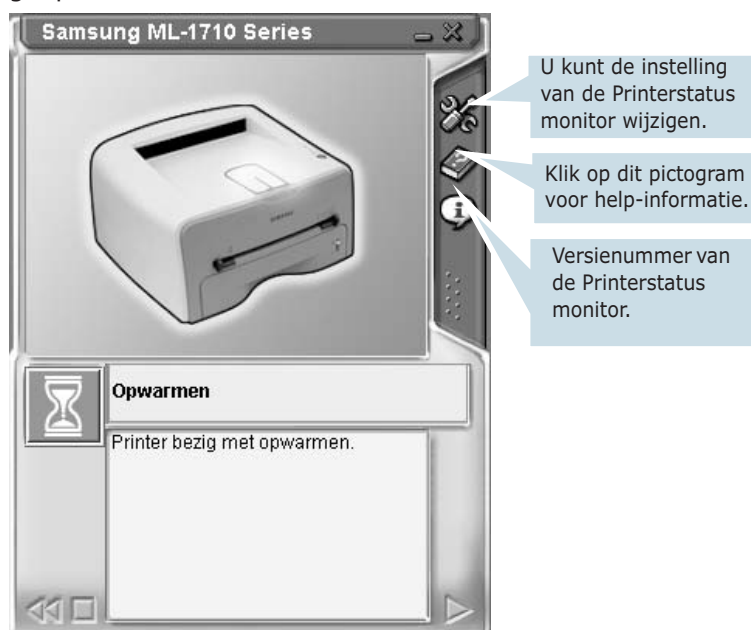 Samsung ML-1710 Series
U kunt de instelling
van de Printerstatus
monitor wijzigen.
Klik op dit pictogram
voor help-informatie.
Versienummer van
de Printerstatus
monitor.
Opwarmen
Printer bezig met opwarmen.